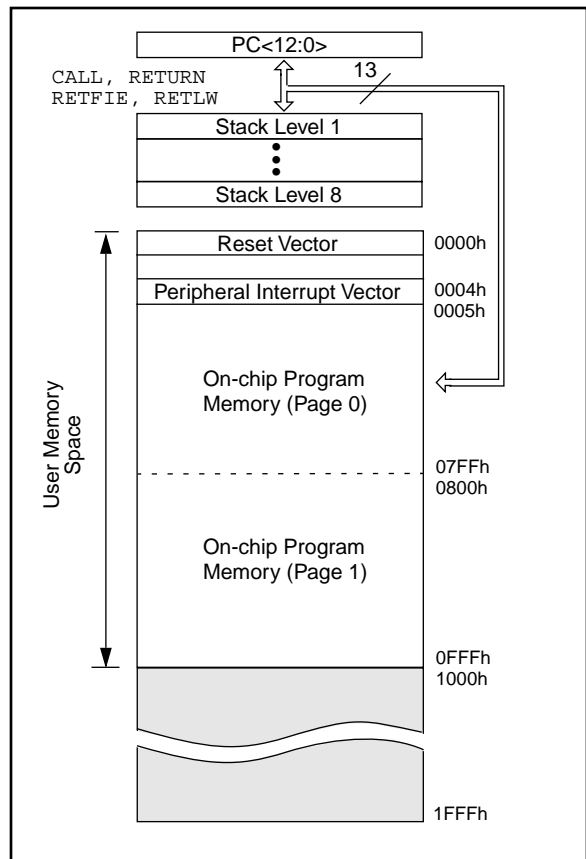 PC<12:0>
CALL, RETURN
RETFIE, RETLW
13
Stack Level 1
Stack Level 8
Reset Vector
0000h
Peripheral Interrupt Vector
0004h
0005h
On-chip Program
Memory (Page 0)
User Memory
Space
07FFh
0800h
On-chip Program
Memory (Page 1)
0FFFh
1000h
1FFFh